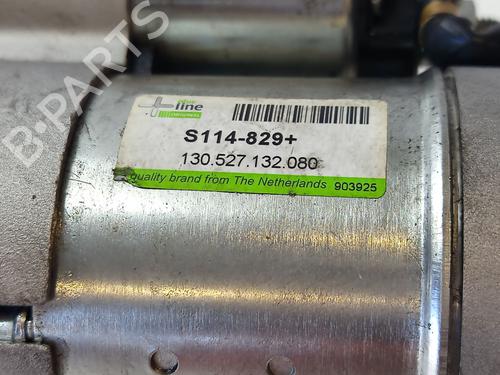 line
S114-829+
130.527.132.080
quality brand from The Netherlands 903925
B-PARTS